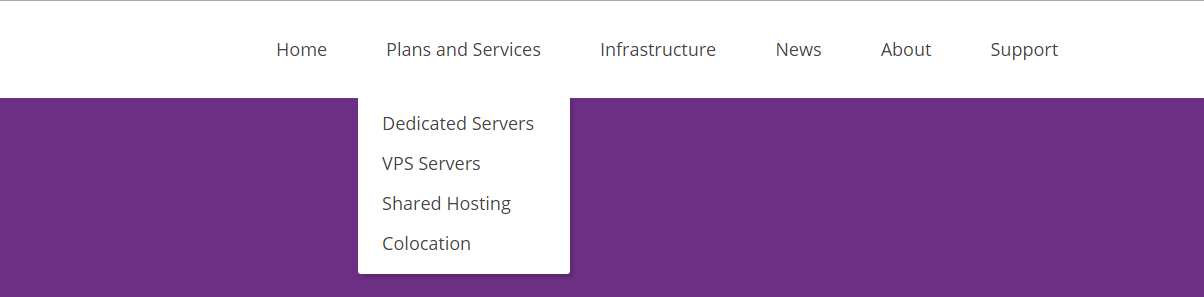 Home Plans and Services Infrastructure News About Support
Dedicated Servers
VPS Servers
Shared Hosting
Colocation